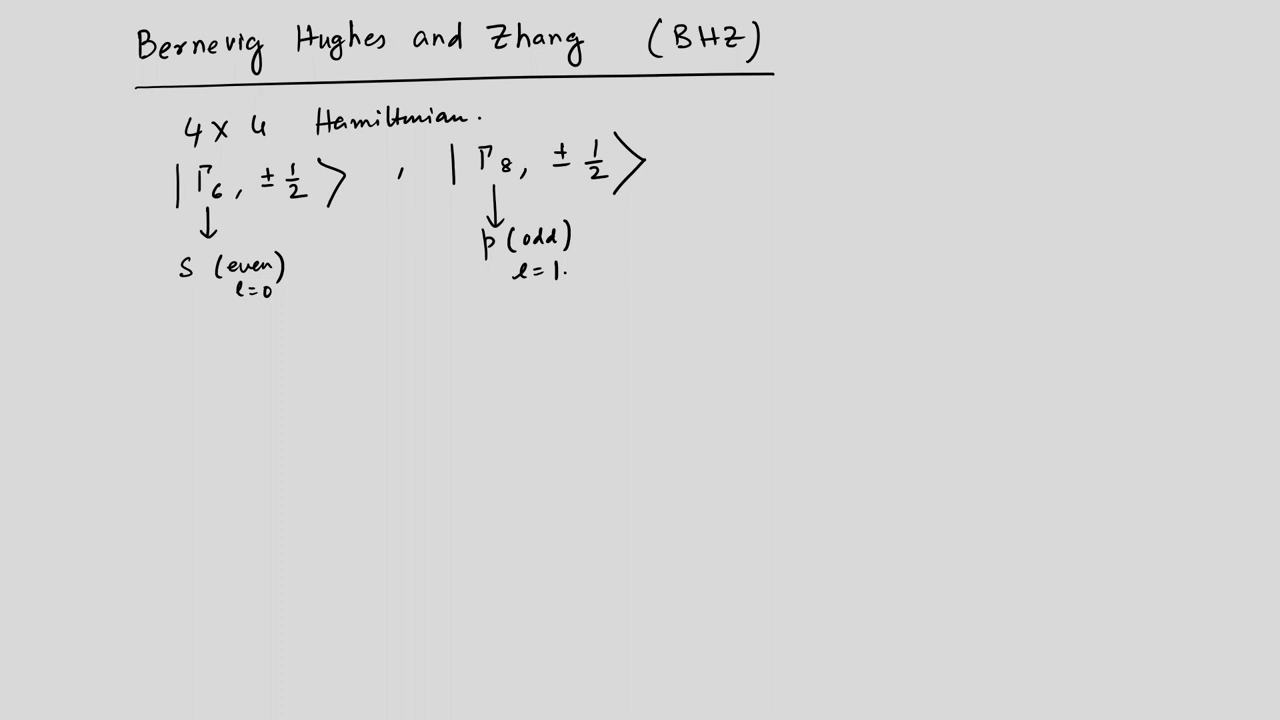 Bernevig Hughes and Zhang (BHZ)
4 x 4 Hamiltonian.
|Γ6, ± 1/2 ⟩ , |Γ8, ± 1/2 ⟩
↓ ↓
s (even) p (odd)
l=0 l=1.